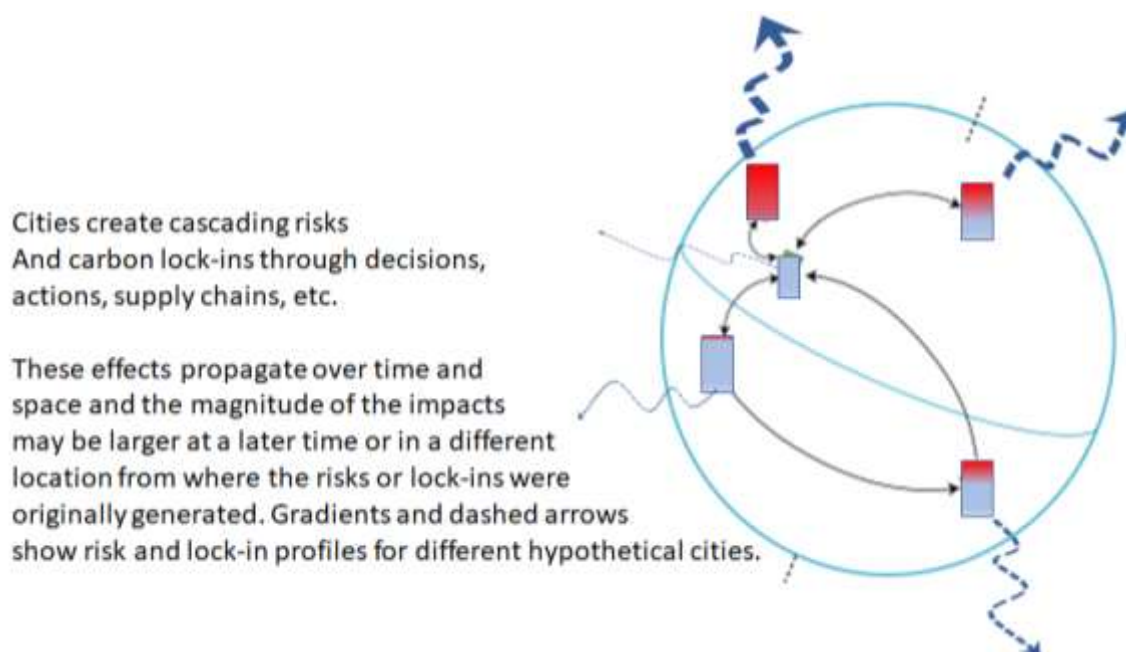 Cities create cascading risks
And carbon lock-ins through decisions,
actions, supply chains, etc.
These effects propagate over time and
space and the magnitude of the impacts
may be larger at a later time or in a different
location from where the risks or lock-ins were
originally generated. Gradients and dashed arrows
show risk and lock-in profiles for different hypothetical cities.